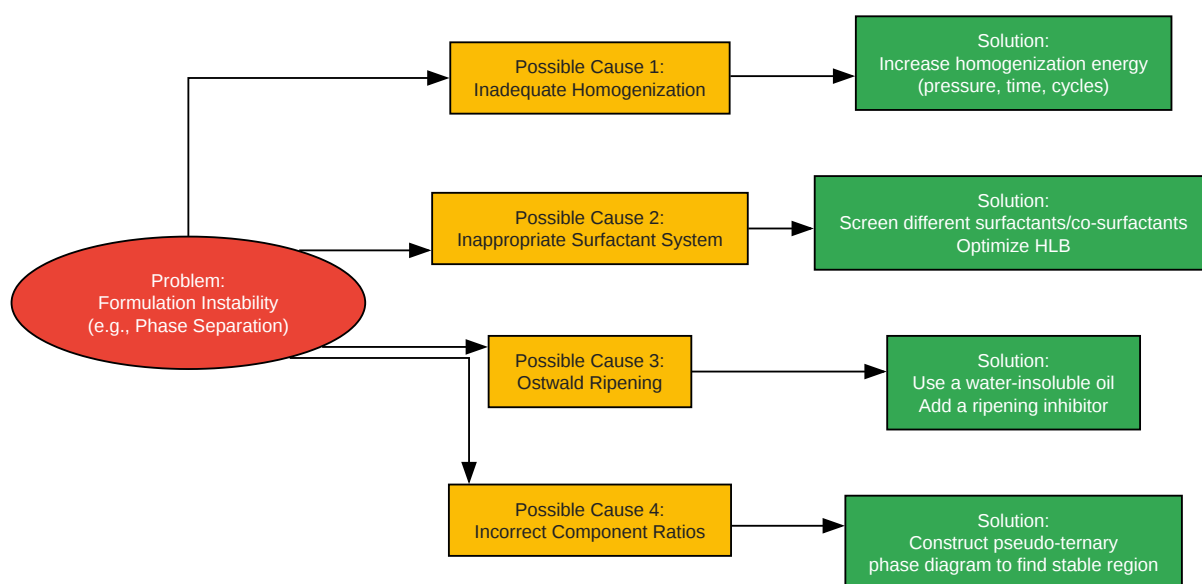 Problem:
Formulation Instability
(e.g., Phase Separation)
Possible Cause 1:
Inadequate Homogenization
Solution:
Increase homogenization energy
(pressure, time, cycles)
Possible Cause 2:
Inappropriate Surfactant System
Solution:
Screen different surfactants/co-surfactants
Optimize HLB
Possible Cause 3:
Ostwald Ripening
Solution:
Use a water-insoluble oil
Add a ripening inhibitor
Possible Cause 4:
Incorrect Component Ratios
Solution:
Construct pseudo-ternary
phase diagram to find stable region